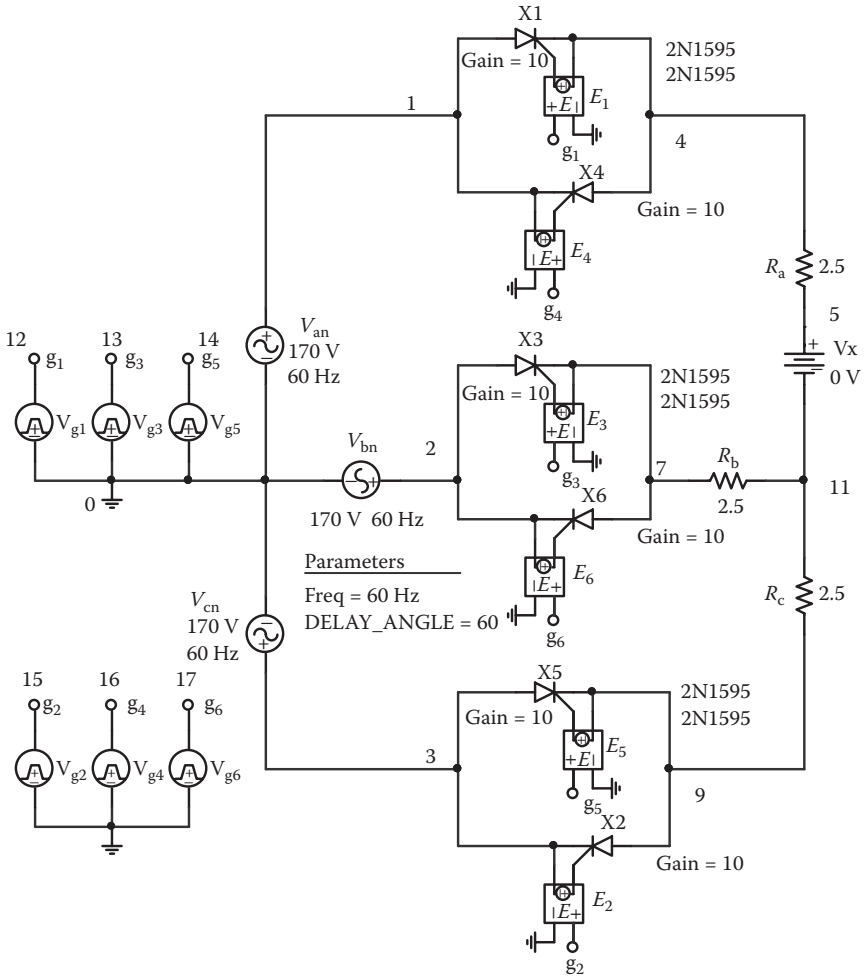 X1
2N1595
2N1595
Gain = 10
+E−
E1
1
g1
4
X4
Gain = 10
−E+
E4
g4
Ra 2.5
5
12 13 14
g1 g3 g5
Van
170 V
60 Hz
X3
2N1595
2N1595
Vx
0 V
Gain = 10
+E−
E3
Vg1 Vg3 Vg5
Vbn
2
g3
7
Rb
2.5
11
X6
0
170 V 60 Hz
Gain = 10
−E+
E6
g6
Parameters
Freq = 60 Hz
DELAY_ANGLE = 60
Vcn
170 V
60 Hz
Rc 2.5
15 16 17
g2 g4 g6
X5
2N1595
2N1595
Gain = 10
+E−
E5
Vg2 Vg4 Vg6
3
g5
9
X2
Gain = 10
−E+
E2
g2